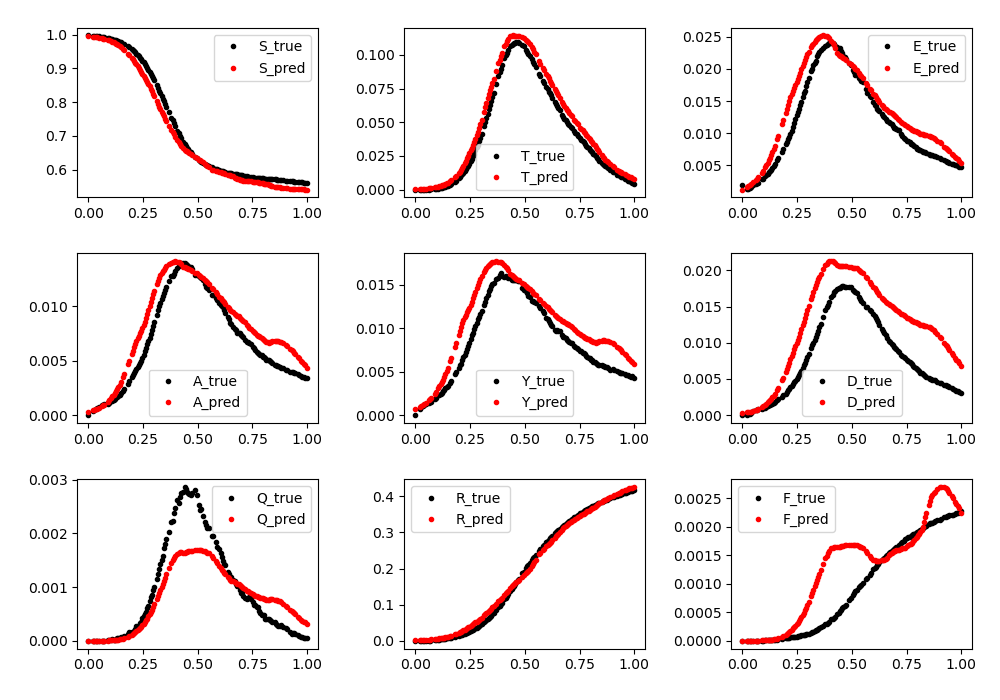 1.0
0.9
0.8
0.7
0.6
S_true
S_pred
0.00 0.25 0.50 0.75 1.00
0.100
0.075
0.050
0.025
0.000
T_true
T_pred
0.00 0.25 0.50 0.75 1.00
0.025
0.020
0.015
0.010
0.005
E_true
E_pred
0.00 0.25 0.50 0.75 1.00
0.010
0.005
0.000
A_true
A_pred
0.00 0.25 0.50 0.75 1.00
0.015
0.010
0.005
0.000
Y_true
Y_pred
0.00 0.25 0.50 0.75 1.00
0.020
0.015
0.010
0.005
0.000
D_true
D_pred
0.00 0.25 0.50 0.75 1.00
0.003
0.002
0.001
0.000
Q_true
Q_pred
0.00 0.25 0.50 0.75 1.00
0.4
0.3
0.2
0.1
0.0
R_true
R_pred
0.00 0.25 0.50 0.75 1.00
0.0025
0.0020
0.0015
0.0010
0.0005
0.0000
F_true
F_pred
0.00 0.25 0.50 0.75 1.00